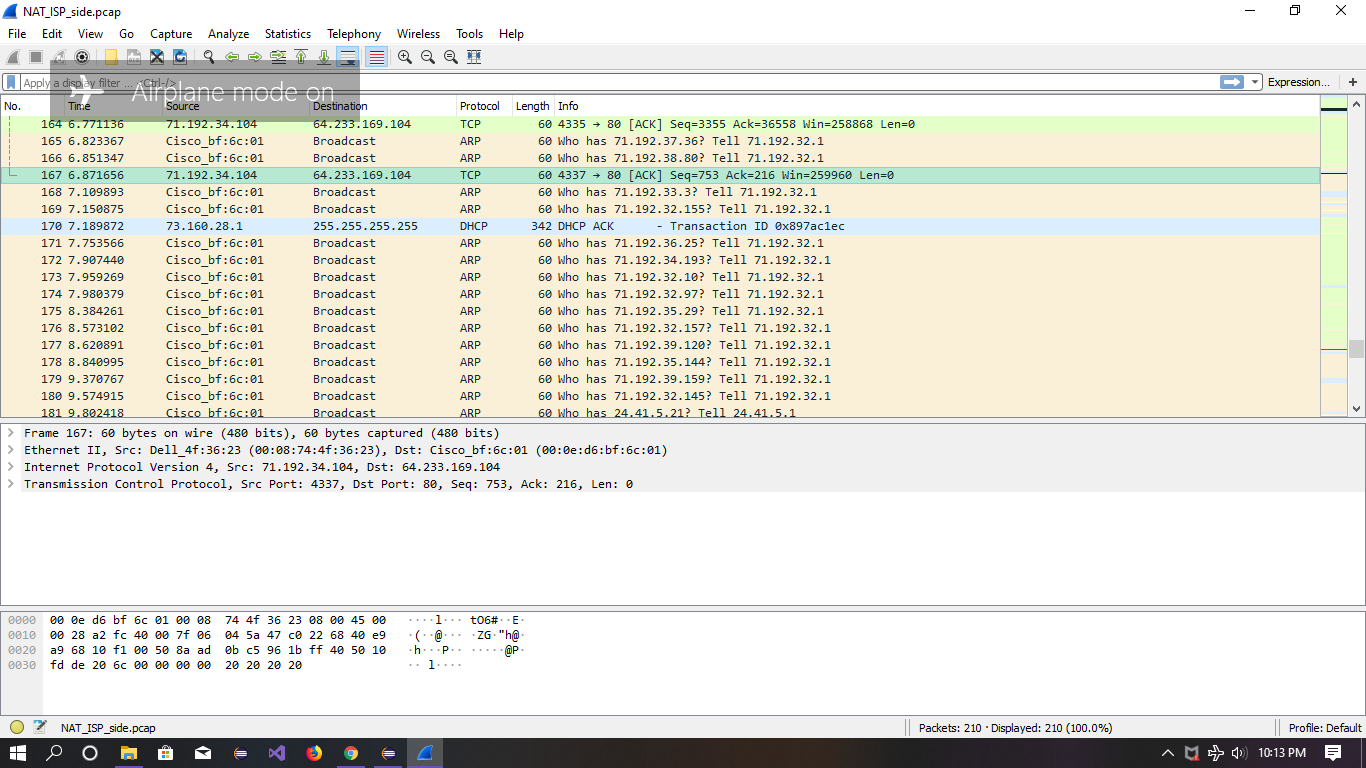 NAT_ISP_side.pcap
File Edit View Go Capture Analyze Statistics Telephony Wireless Tools Help
Apply a display filter ... <Ctrl-/>
Expression... +
Airplane mode on
No. Time Source Destination Protocol Length Info
164 6.771136 71.192.34.104 64.233.169.104 TCP 60 4335 → 80 [ACK] Seq=3355 Ack=36558 Win=258868 Len=0
165 6.823367 Cisco_bf:6c:01 Broadcast ARP 60 Who has 71.192.37.36? Tell 71.192.32.1
166 6.851347 Cisco_bf:6c:01 Broadcast ARP 60 Who has 71.192.38.80? Tell 71.192.32.1
167 6.871656 71.192.34.104 64.233.169.104 TCP 60 4337 → 80 [ACK] Seq=753 Ack=216 Win=259960 Len=0
168 7.109893 Cisco_bf:6c:01 Broadcast ARP 60 Who has 71.192.33.3? Tell 71.192.32.1
169 7.150875 Cisco_bf:6c:01 Broadcast ARP 60 Who has 71.192.32.155? Tell 71.192.32.1
170 7.189872 73.160.28.1 255.255.255.255 DHCP 342 DHCP ACK - Transaction ID 0x897ac1ec
171 7.753566 Cisco_bf:6c:01 Broadcast ARP 60 Who has 71.192.36.25? Tell 71.192.32.1
172 7.907440 Cisco_bf:6c:01 Broadcast ARP 60 Who has 71.192.34.193? Tell 71.192.32.1
173 7.959269 Cisco_bf:6c:01 Broadcast ARP 60 Who has 71.192.32.10? Tell 71.192.32.1
174 7.980379 Cisco_bf:6c:01 Broadcast ARP 60 Who has 71.192.32.97? Tell 71.192.32.1
175 8.384261 Cisco_bf:6c:01 Broadcast ARP 60 Who has 71.192.35.29? Tell 71.192.32.1
176 8.573102 Cisco_bf:6c:01 Broadcast ARP 60 Who has 71.192.32.157? Tell 71.192.32.1
177 8.620891 Cisco_bf:6c:01 Broadcast ARP 60 Who has 71.192.39.120? Tell 71.192.32.1
178 8.840995 Cisco_bf:6c:01 Broadcast ARP 60 Who has 71.192.35.144? Tell 71.192.32.1
179 9.370767 Cisco_bf:6c:01 Broadcast ARP 60 Who has 71.192.39.159? Tell 71.192.32.1
180 9.574915 Cisco_bf:6c:01 Broadcast ARP 60 Who has 71.192.32.145? Tell 71.192.32.1
181 9.802418 Cisco_bf:6c:01 Broadcast ARP 60 Who has 24.41.5.21? Tell 24.41.5.1
Frame 167: 60 bytes on wire (480 bits), 60 bytes captured (480 bits)
Ethernet II, Src: Dell_4f:36:23 (00:08:74:4f:36:23), Dst: Cisco_bf:6c:01 (00:0e:d6:bf:6c:01)
Internet Protocol Version 4, Src: 71.192.34.104, Dst: 64.233.169.104
Transmission Control Protocol, Src Port: 4337, Dst Port: 80, Seq: 753, Ack: 216, Len: 0
0000 00 0e d6 bf 6c 01 00 08 74 4f 36 23 08 00 45 00 ····l··· tO6#··E·
0010 00 28 a2 fc 40 00 7f 06 04 5a 47 c0 22 68 40 e9 ·(··@··· ·ZG·"h@·
0020 a9 68 10 f1 00 50 8a ad 0b c5 96 1b ff 40 50 10 ·h···P·· ·····@P·
0030 fd de 20 6c 00 00 00 00 20 20 20 20 ·· l····
NAT_ISP_side.pcap
Packets: 210 · Displayed: 210 (100.0%)
Profile: Default
10:13 PM